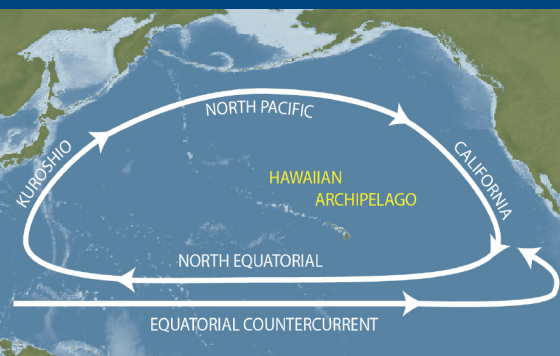 NORTH PACIFIC
KUROSHIO
CALIFORNIA
HAWAIIAN
ARCHIPELAGO
NORTH EQUATORIAL
EQUATORIAL COUNTERCURRENT